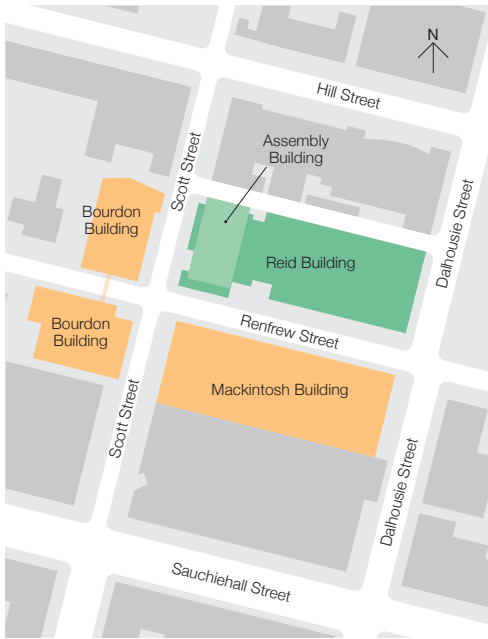 N
Hill Street
Scott Street
Assembly
Building
Dalhousie Street
Bourdon
Building
Reid Building
Renfrew Street
Bourdon
Building
Mackintosh Building
Scott Street
Dalhousie Street
Sauchiehall Street